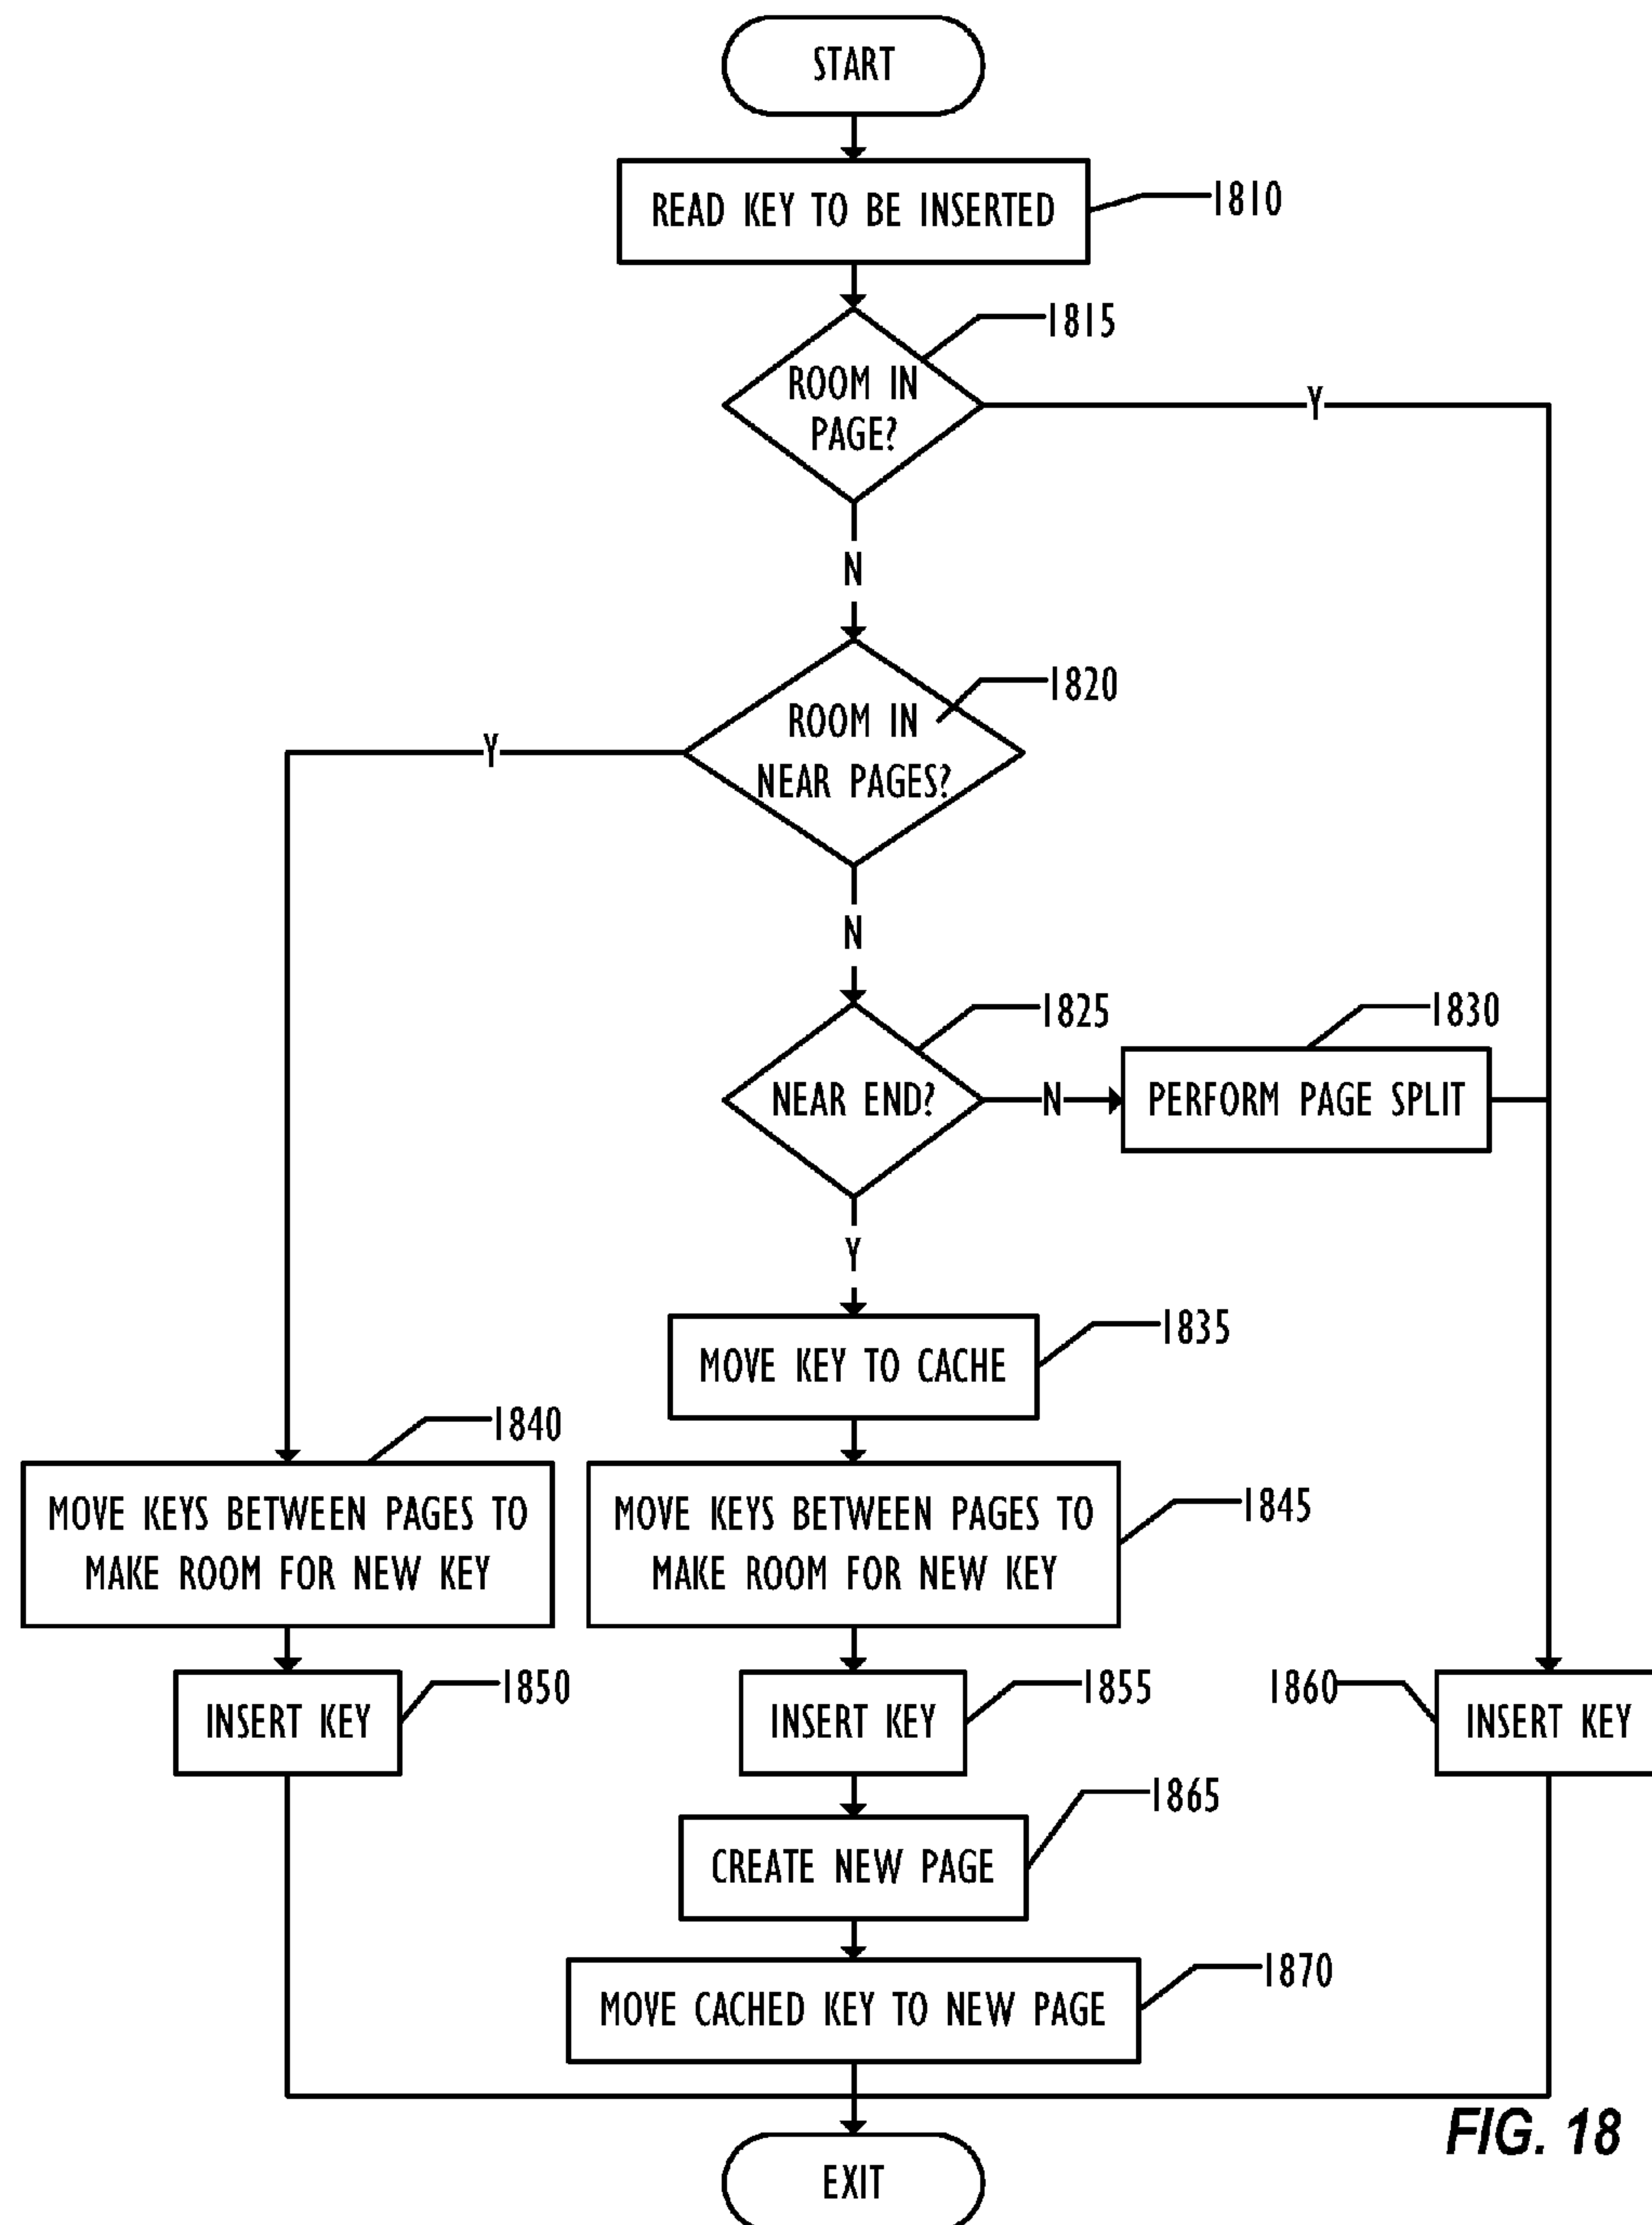 START
READ KEY TO BE INSERTED
1810
1815
ROOM IN
PAGE?
Y
N
1820
ROOM IN
NEAR PAGES?
Y
N
1825
1830
NEAR END?
N
PERFORM PAGE SPLIT
Y
1835
MOVE KEY TO CACHE
1840
MOVE KEYS BETWEEN PAGES TO
MAKE ROOM FOR NEW KEY
1845
MOVE KEYS BETWEEN PAGES TO
MAKE ROOM FOR NEW KEY
1850
INSERT KEY
1855
INSERT KEY
1860
INSERT KEY
1865
CREATE NEW PAGE
1870
MOVE CACHED KEY TO NEW PAGE
FIG. 18
EXIT